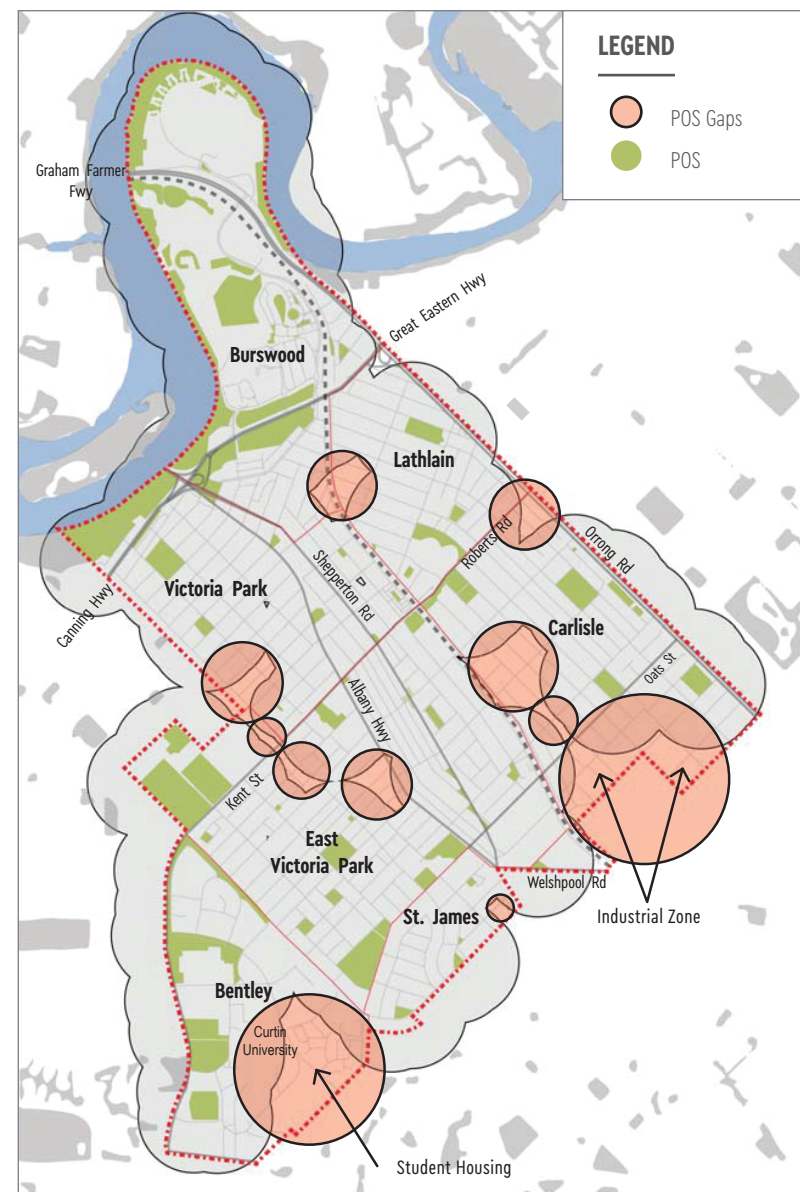 LEGEND
POS Gaps
POS
Graham Farmer
Fwy
Great Eastern Hwy
Burswood
Lathlain
Roberts Rd
Orrong Rd
Shepperton Rd
Victoria Park
Canning Hwy
Carlisle
Oats St
Albany Hwy
Kent St
East
Victoria Park
Welshpool Rd
Industrial Zone
St. James
Bentley
Curtin
University
Student Housing